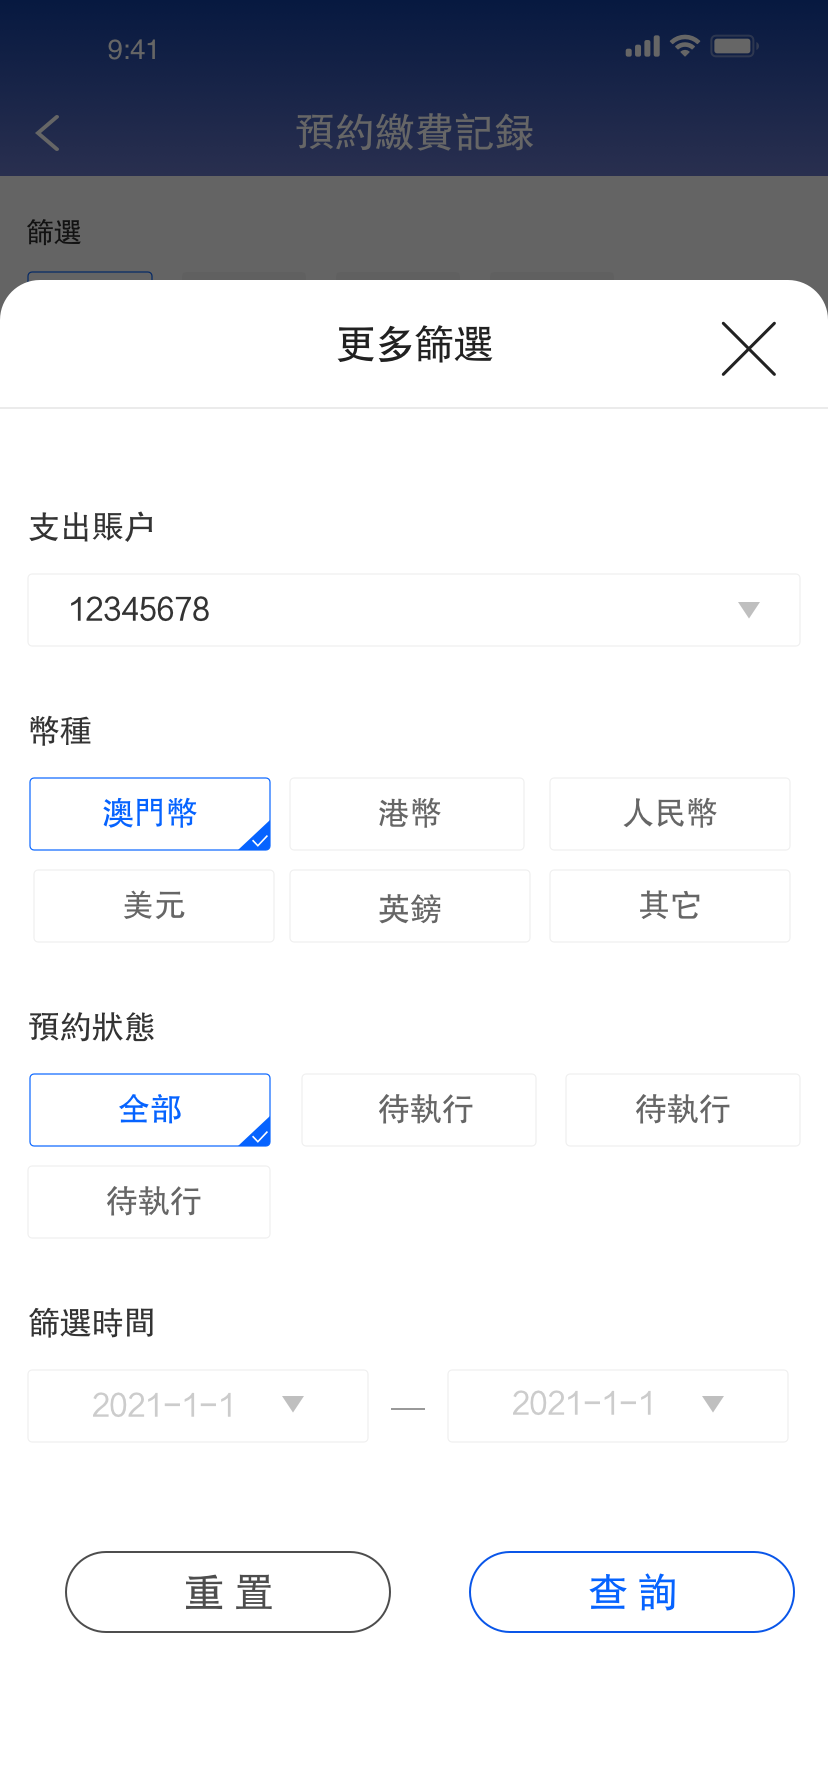 9:41
預約繳費記録
篩選
更多篩選
支出賬户
12345678
幣種
澳門幣 港幣 人民幣
美元 英鎊 其它
預約狀態
全部 待執行 待執行
待執行
篩選時間
2021-1-1 — 2021-1-1
重置 查詢